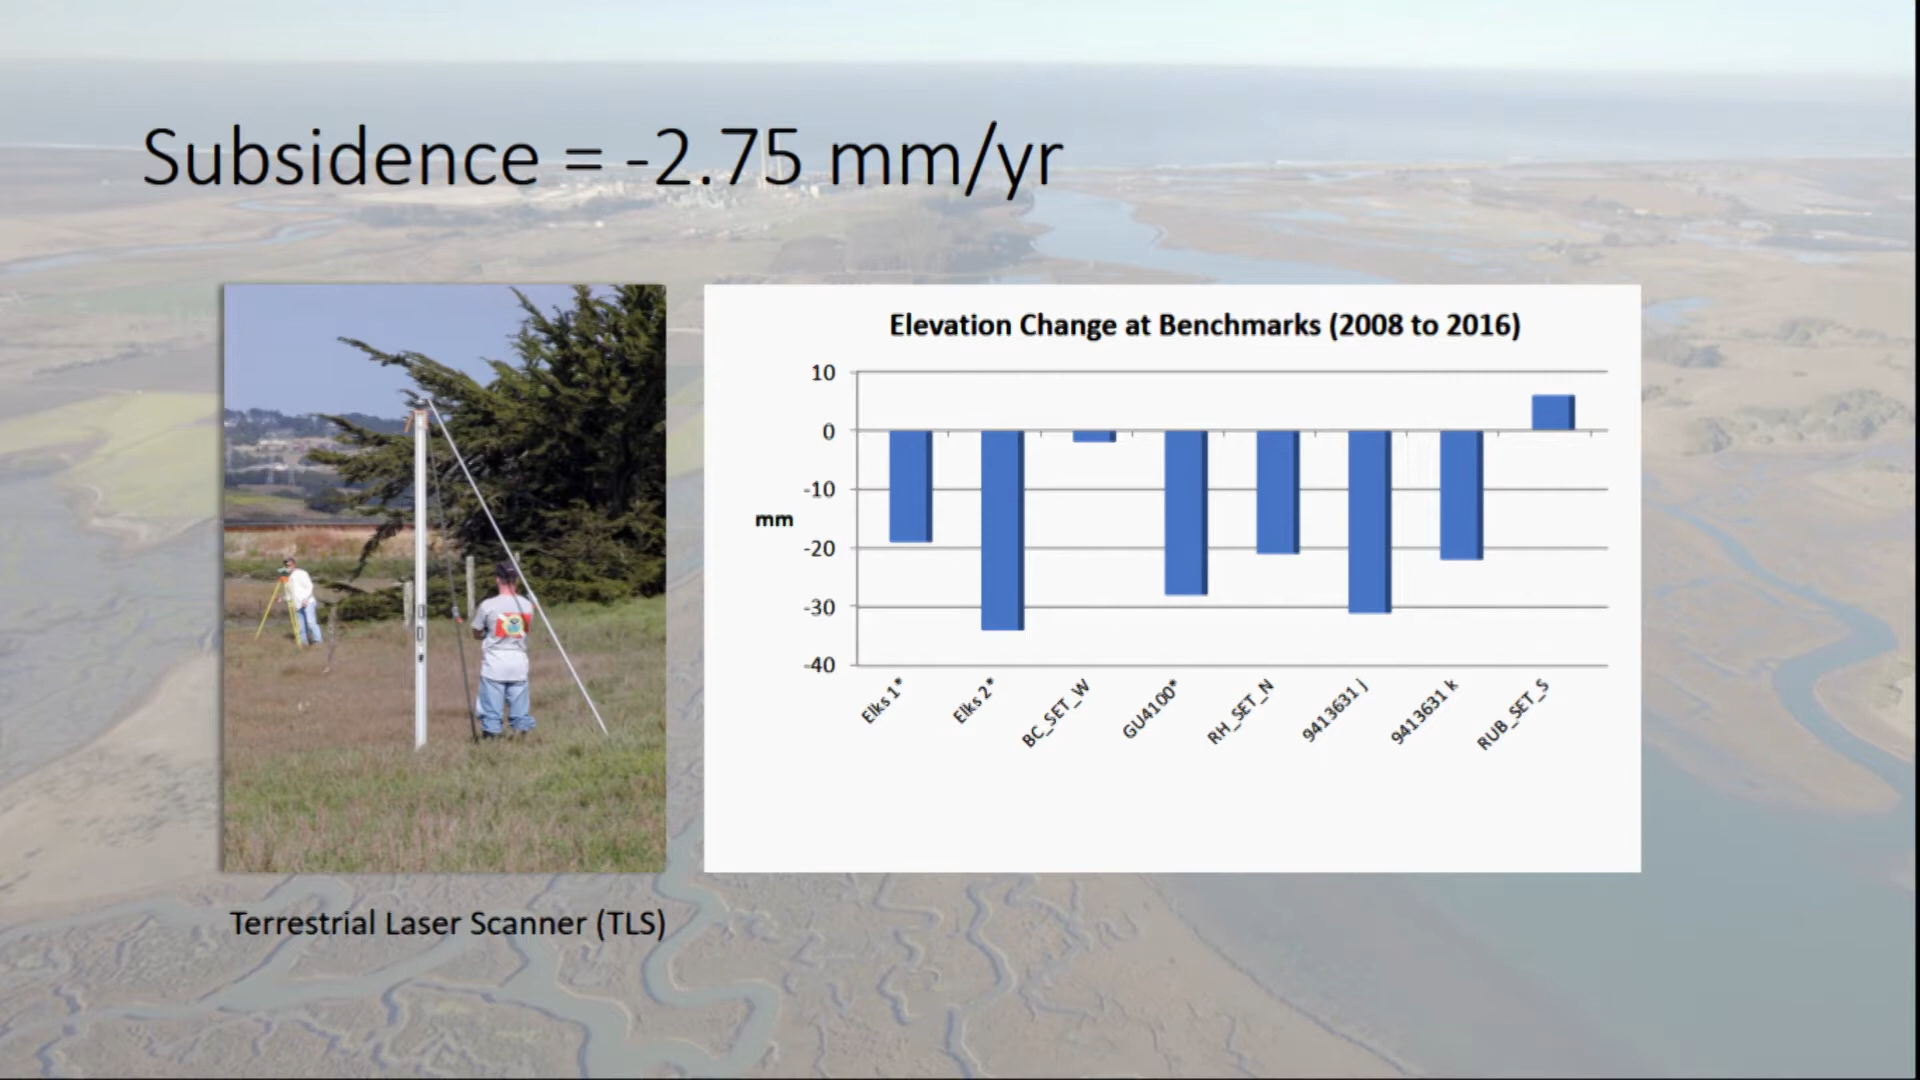 Subsidence = -2.75 mm/yr
Elevation Change at Benchmarks (2008 to 2016)
10
0
-10
mm
-20
-30
-40
Elks 1*
Elks 2*
BC_SET_W
GU4100*
RH_SET_N
9413631 j
9413631 k
RUB_SET_S
Terrestrial Laser Scanner (TLS)